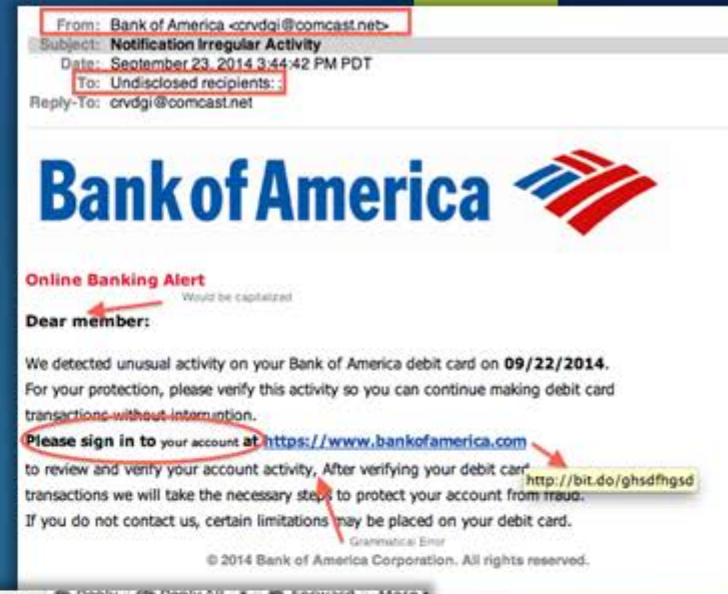 From: Bank of America <crvdgi@comcast.net>
Subject: Notification Irregular Activity
Date: September 23, 2014 3:44:42 PM PDT
To: Undisclosed recipients: ;
Reply-To: crvdgi@comcast.net
Bank of America
Online Banking Alert
Would be capitalized
Dear member:
We detected unusual activity on your Bank of America debit card on 09/22/2014.
For your protection, please verify this activity so you can continue making debit card
transactions without interruption.
Please sign in to your account at https://www.bankofamerica.com
to review and verify your account activity, After verifying your debit card
http://bit.do/ghsdfhgsd
transactions we will take the necessary steps to protect your account from fraud.
If you do not contact us, certain limitations may be placed on your debit card.
Grammatical Error
© 2014 Bank of America Corporation. All rights reserved.
Reply Reply All Forward More